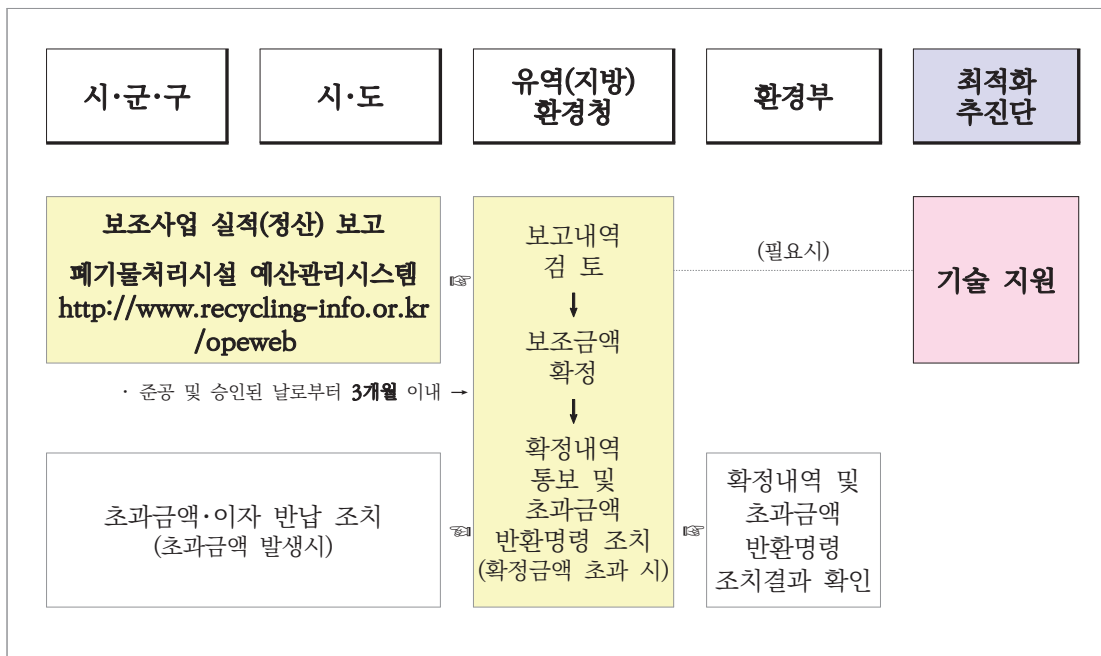 시·군·구
시·도
유역(지방)
환경청
환경부
최적화
추진단
보조사업 실적(정산) 보고
폐기물처리시설 예산관리시스템
http://www.recycling-info.or.kr
/opeweb
☞
보고내역
검 토
↓
보조금액
확정
↓
확정내역
통보 및
초과금액
반환명령 조치
(확정금액 초과 시)
(필요시)
기술 지원
· 준공 및 승인된 날로부터 3개월 이내 →
초과금액·이자 반납 조치
(초과금액 발생시)
☜
☞
확정내역 및
초과금액
반환명령
조치결과 확인